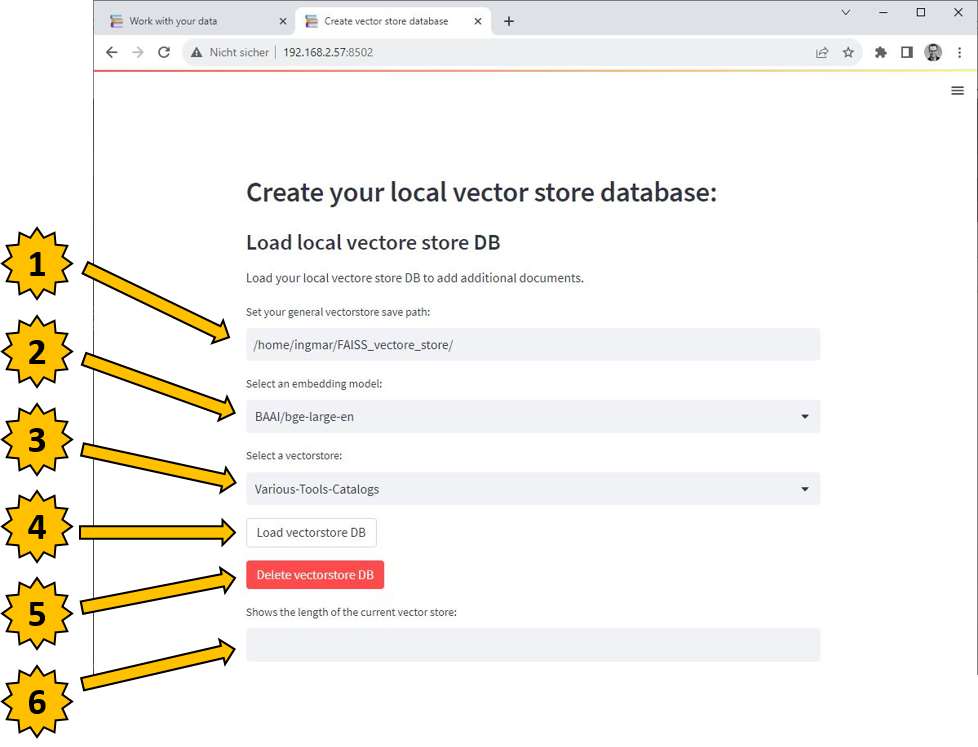 Work with your data
Create vector store database
Nicht sicher
192.168.2.57:8502
Create your local vector store database:
Load local vectore store DB
Load your local vectore store DB to add additional documents.
1
Set your general vectorstore save path:
/home/ingmar/FAISS_vectore_store/
2
Select an embedding model:
BAAI/bge-large-en
3
Select a vectorstore:
Various-Tools-Catalogs
4
Load vectorstore DB
5
Delete vectorstore DB
6
Shows the length of the current vector store: